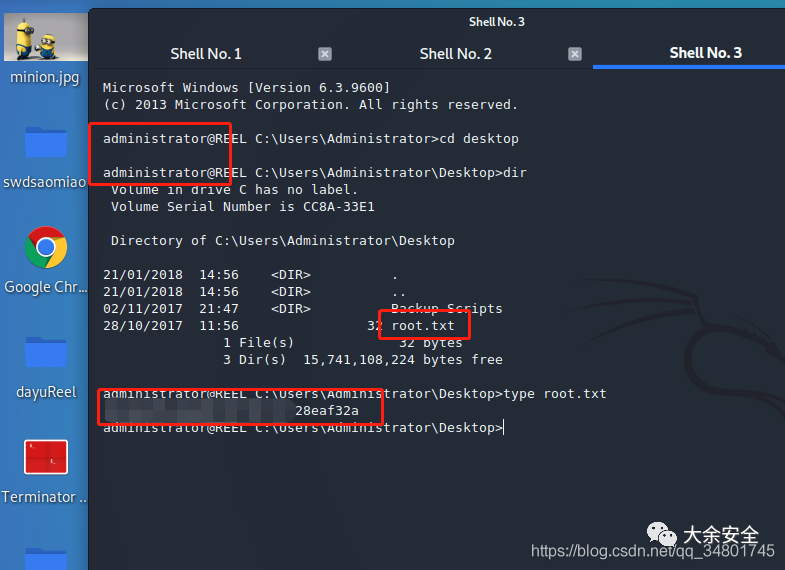 Shell No. 3
Shell No. 1
Shell No. 2
Shell No. 3
minion.jpg
swdsaomiao
Google Chr...
dayuReel
Terminator ...
Microsoft Windows [Version 6.3.9600]
(c) 2013 Microsoft Corporation. All rights reserved.
administrator@REEL C:\Users\Administrator>cd desktop
administrator@REEL C:\Users\Administrator\Desktop>dir
Volume in drive C has no label.
Volume Serial Number is CC8A-33E1
Directory of C:\Users\Administrator\Desktop
21/01/2018  14:56    <DIR>          .
21/01/2018  14:56    <DIR>          ..
02/11/2017  21:47    <DIR>          Backup Scripts
28/10/2017  11:56                32 root.txt
1 File(s)             32 bytes
3 Dir(s)  15,741,108,224 bytes free
administrator@REEL C:\Users\Administrator\Desktop>type root.txt
28eaf32a
administrator@REEL C:\Users\Administrator\Desktop>
大余安全
https://blog.csdn.net/qq_34801745